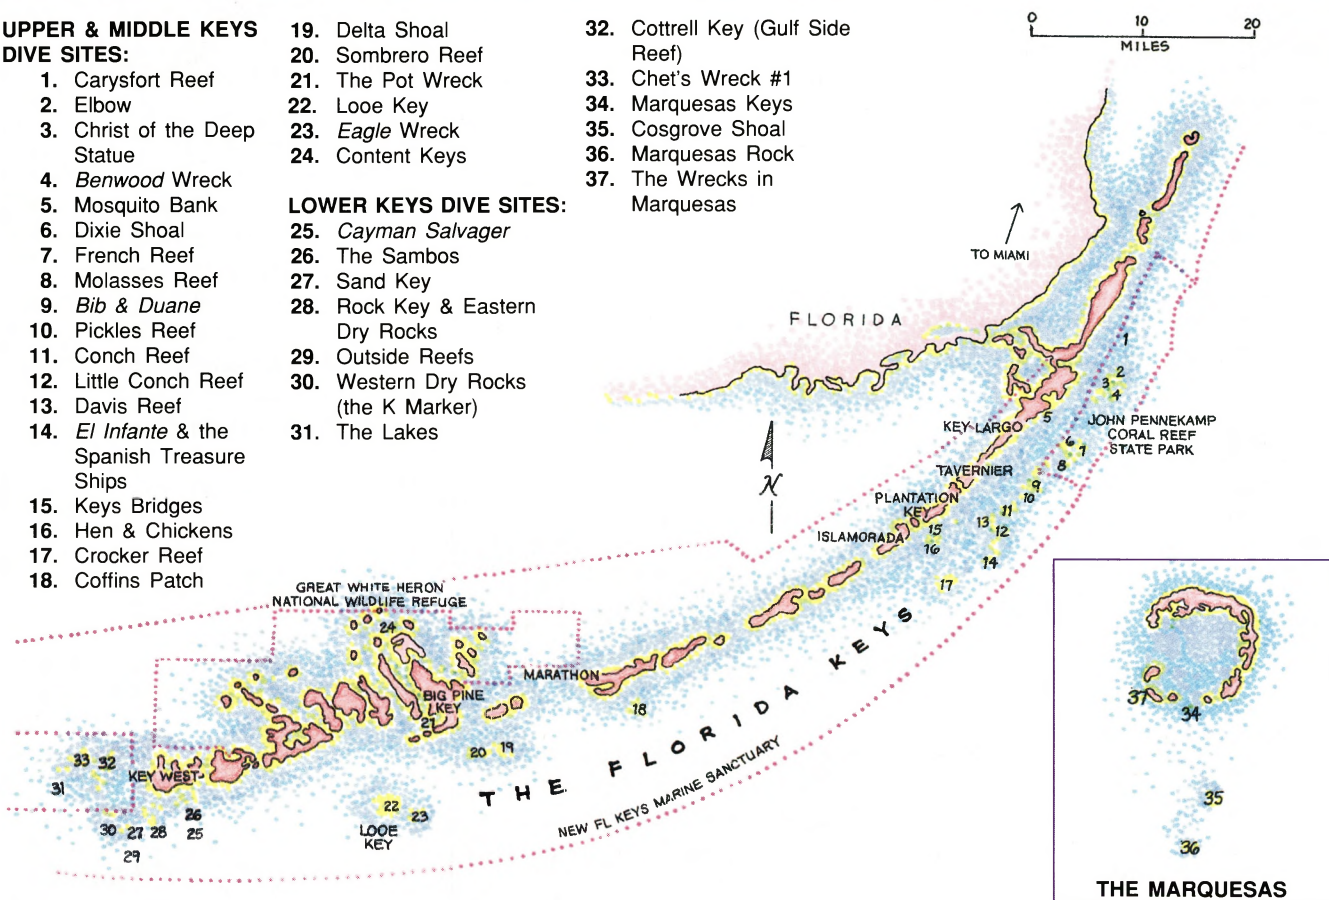 UPPER & MIDDLE KEYS
DIVE SITES:
1. Carysfort Reef
2. Elbow
3. Christ of the Deep
Statue
4. Benwood Wreck
5. Mosquito Bank
6. Dixie Shoal
7. French Reef
8. Molasses Reef
9. Bib & Duane
10. Pickles Reef
11. Conch Reef
12. Little Conch Reef
13. Davis Reef
14. El Infante & the
Spanish Treasure
Ships
15. Keys Bridges
16. Hen & Chickens
17. Crocker Reef
18. Coffins Patch
19. Delta Shoal
20. Sombrero Reef
21. The Pot Wreck
22. Looe Key
23. Eagle Wreck
24. Content Keys
LOWER KEYS DIVE SITES:
25. Cayman Salvager
26. The Sambos
27. Sand Key
28. Rock Key & Eastern
Dry Rocks
29. Outside Reefs
30. Western Dry Rocks
(the K Marker)
31. The Lakes
32. Cottrell Key (Gulf Side
Reef)
33. Chet's Wreck #1
34. Marquesas Keys
35. Cosgrove Shoal
36. Marquesas Rock
37. The Wrecks in
Marquesas
0 10 20
MILES
TO MIAMI
FLORIDA
1
2
3
4
5
KEY LARGO
JOHN PENNEKAMP
CORAL REEF
STATE PARK
6
7
8
TAVERNIER
9
10
PLANTATION
KEY
11
12
13
14
15
16
ISLAMORADA
17
N
GREAT WHITE HERON
NATIONAL WILDLIFE REFUGE
24
MARATHON
18
BIG PINE
KEY
21
20
19
THE FLORIDA KEYS
NEW FL KEYS MARINE SANCTUARY
33
32
31
KEY WEST
26
30
27
28
25
29
22
23
LOOE
KEY
37
34
35
36
THE MARQUESAS